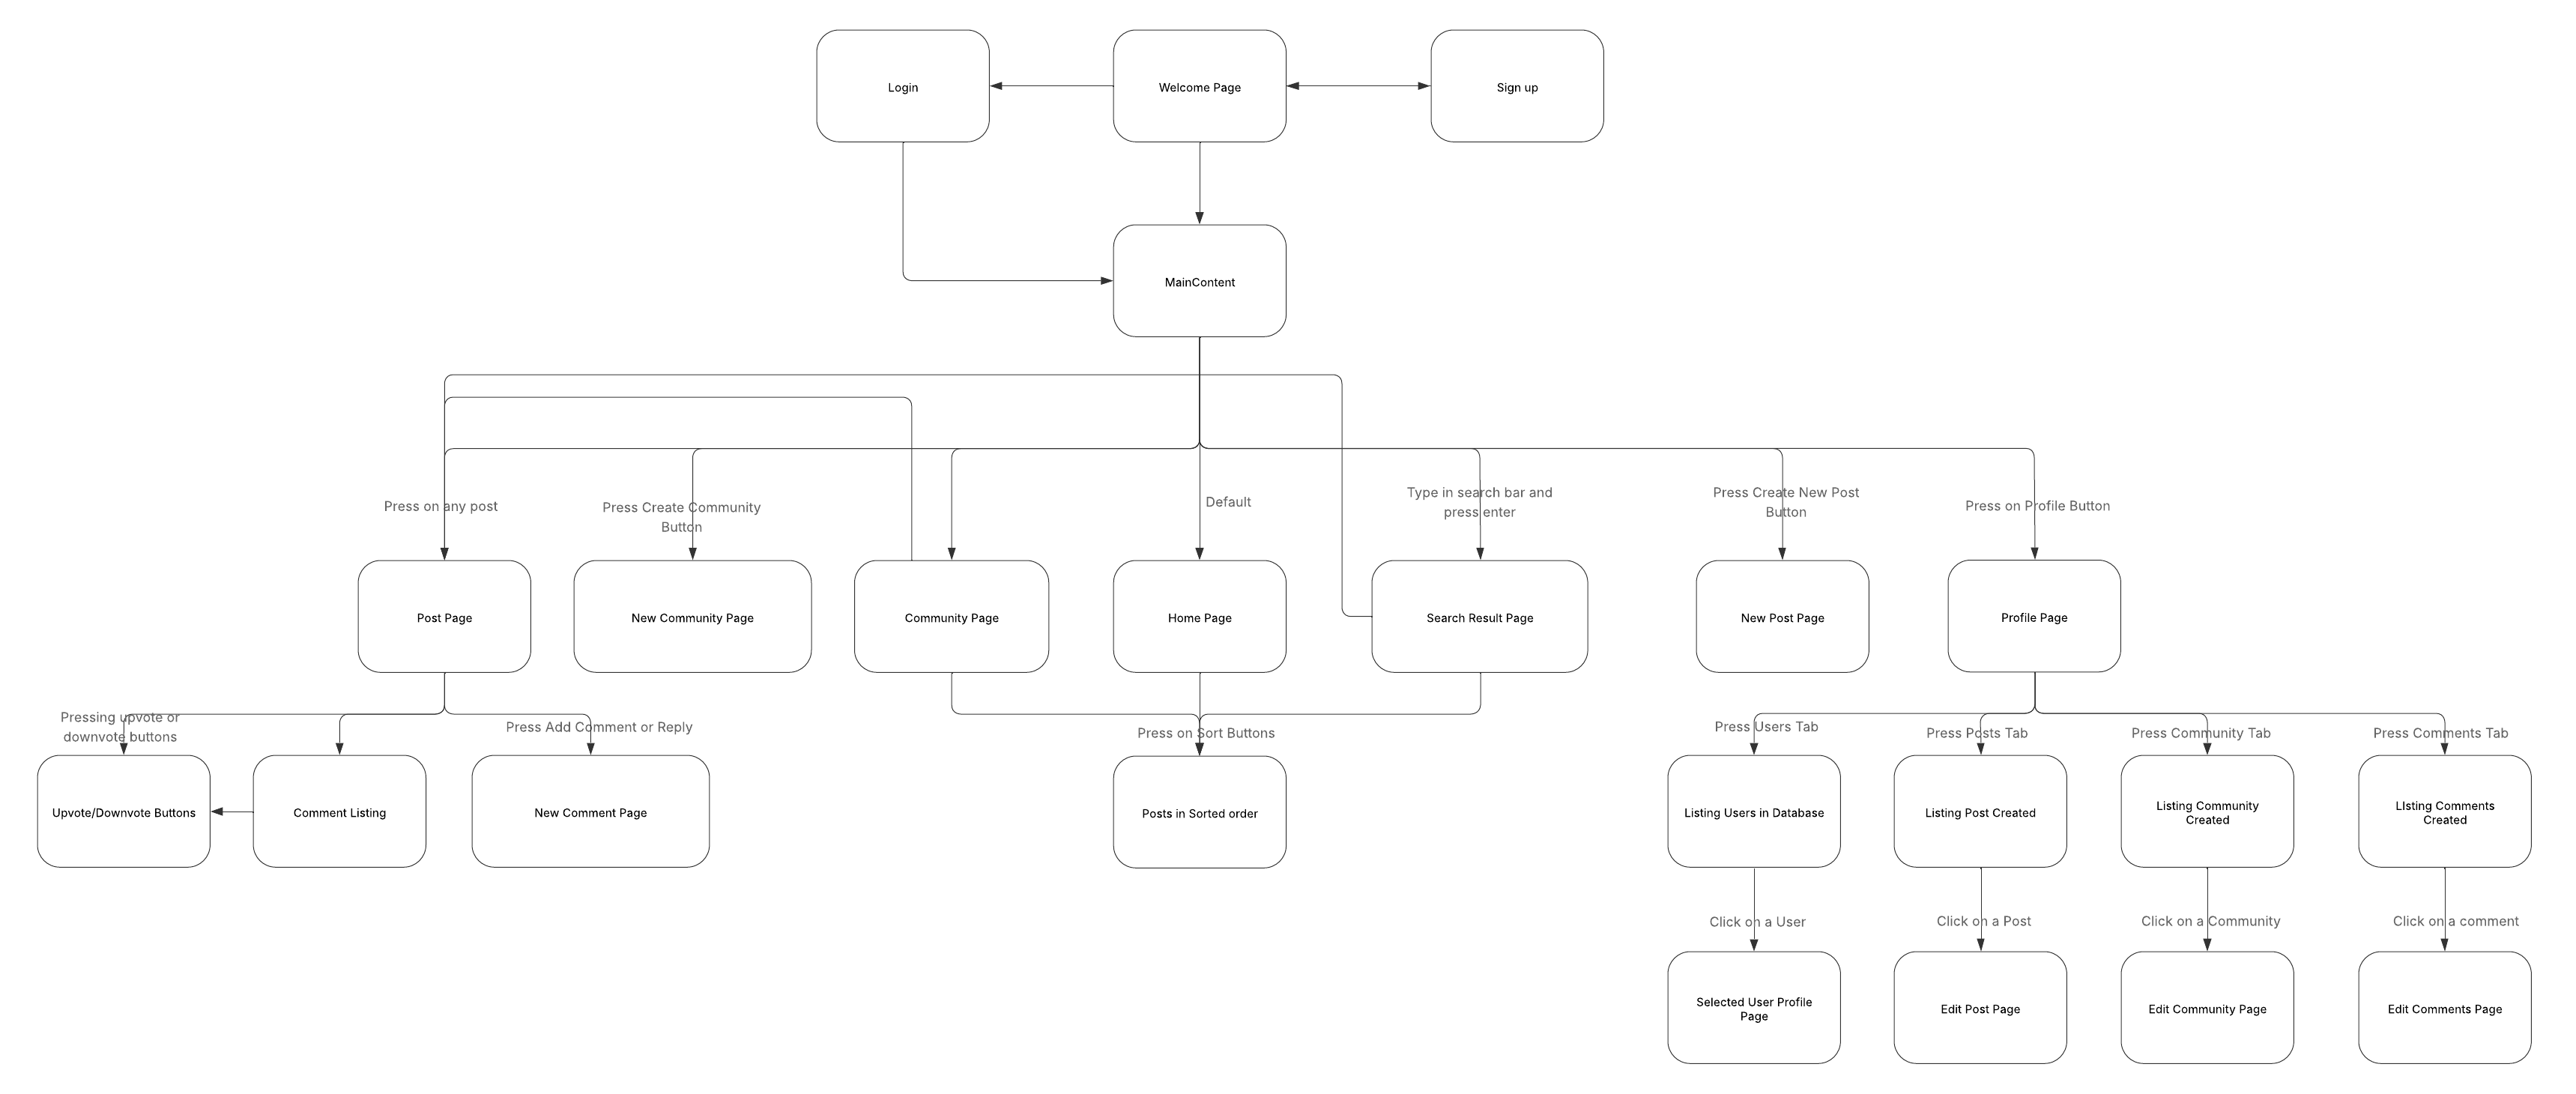 Login
Welcome Page
Sign up
MainContent
Press on any post
Press Create Community
Button
Default
Type in search bar and
press enter
Press Create New Post
Button
Press on Profile Button
Post Page
New Community Page
Community Page
Home Page
Search Result Page
New Post Page
Profile Page
Pressing upvote or
downvote buttons
Press Add Comment or Reply
Press on Sort Buttons
Press Users Tab
Press Posts Tab
Press Community Tab
Press Comments Tab
Upvote/Downvote Buttons
Comment Listing
New Comment Page
Posts in Sorted order
Listing Users in Database
Listing Post Created
Listing Community
Created
LIsting Comments
Created
Click on a User
Click on a Post
Click on a Community
Click on a comment
Selected User Profile
Page
Edit Post Page
Edit Community Page
Edit Comments Page